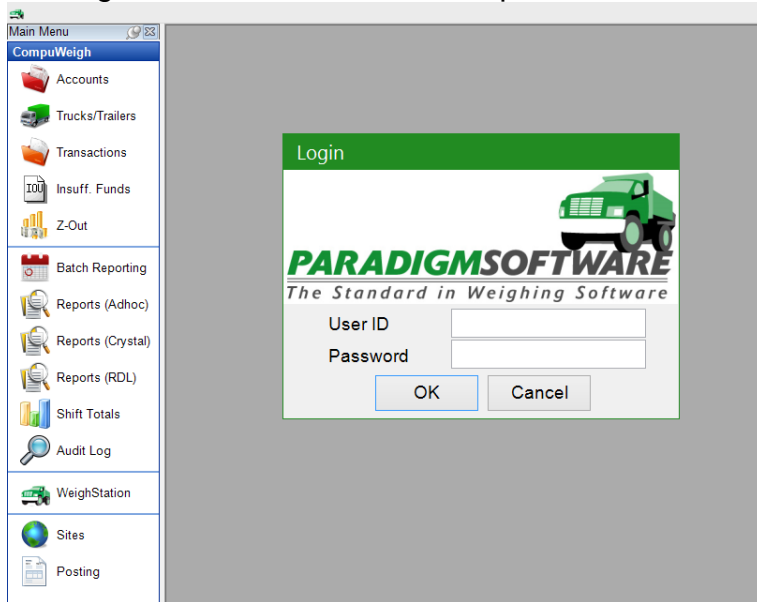 Main Menu
CompuWeigh
Accounts
Trucks/Trailers
Transactions
IOU
Insuff. Funds
Z-Out
Batch Reporting
Reports (Adhoc)
Reports (Crystal)
Reports (RDL)
Shift Totals
Audit Log
WeighStation
Sites
Posting
Login
PARADIGMSOFTWARE
The Standard in Weighing Software
User ID
Password
OK Cancel